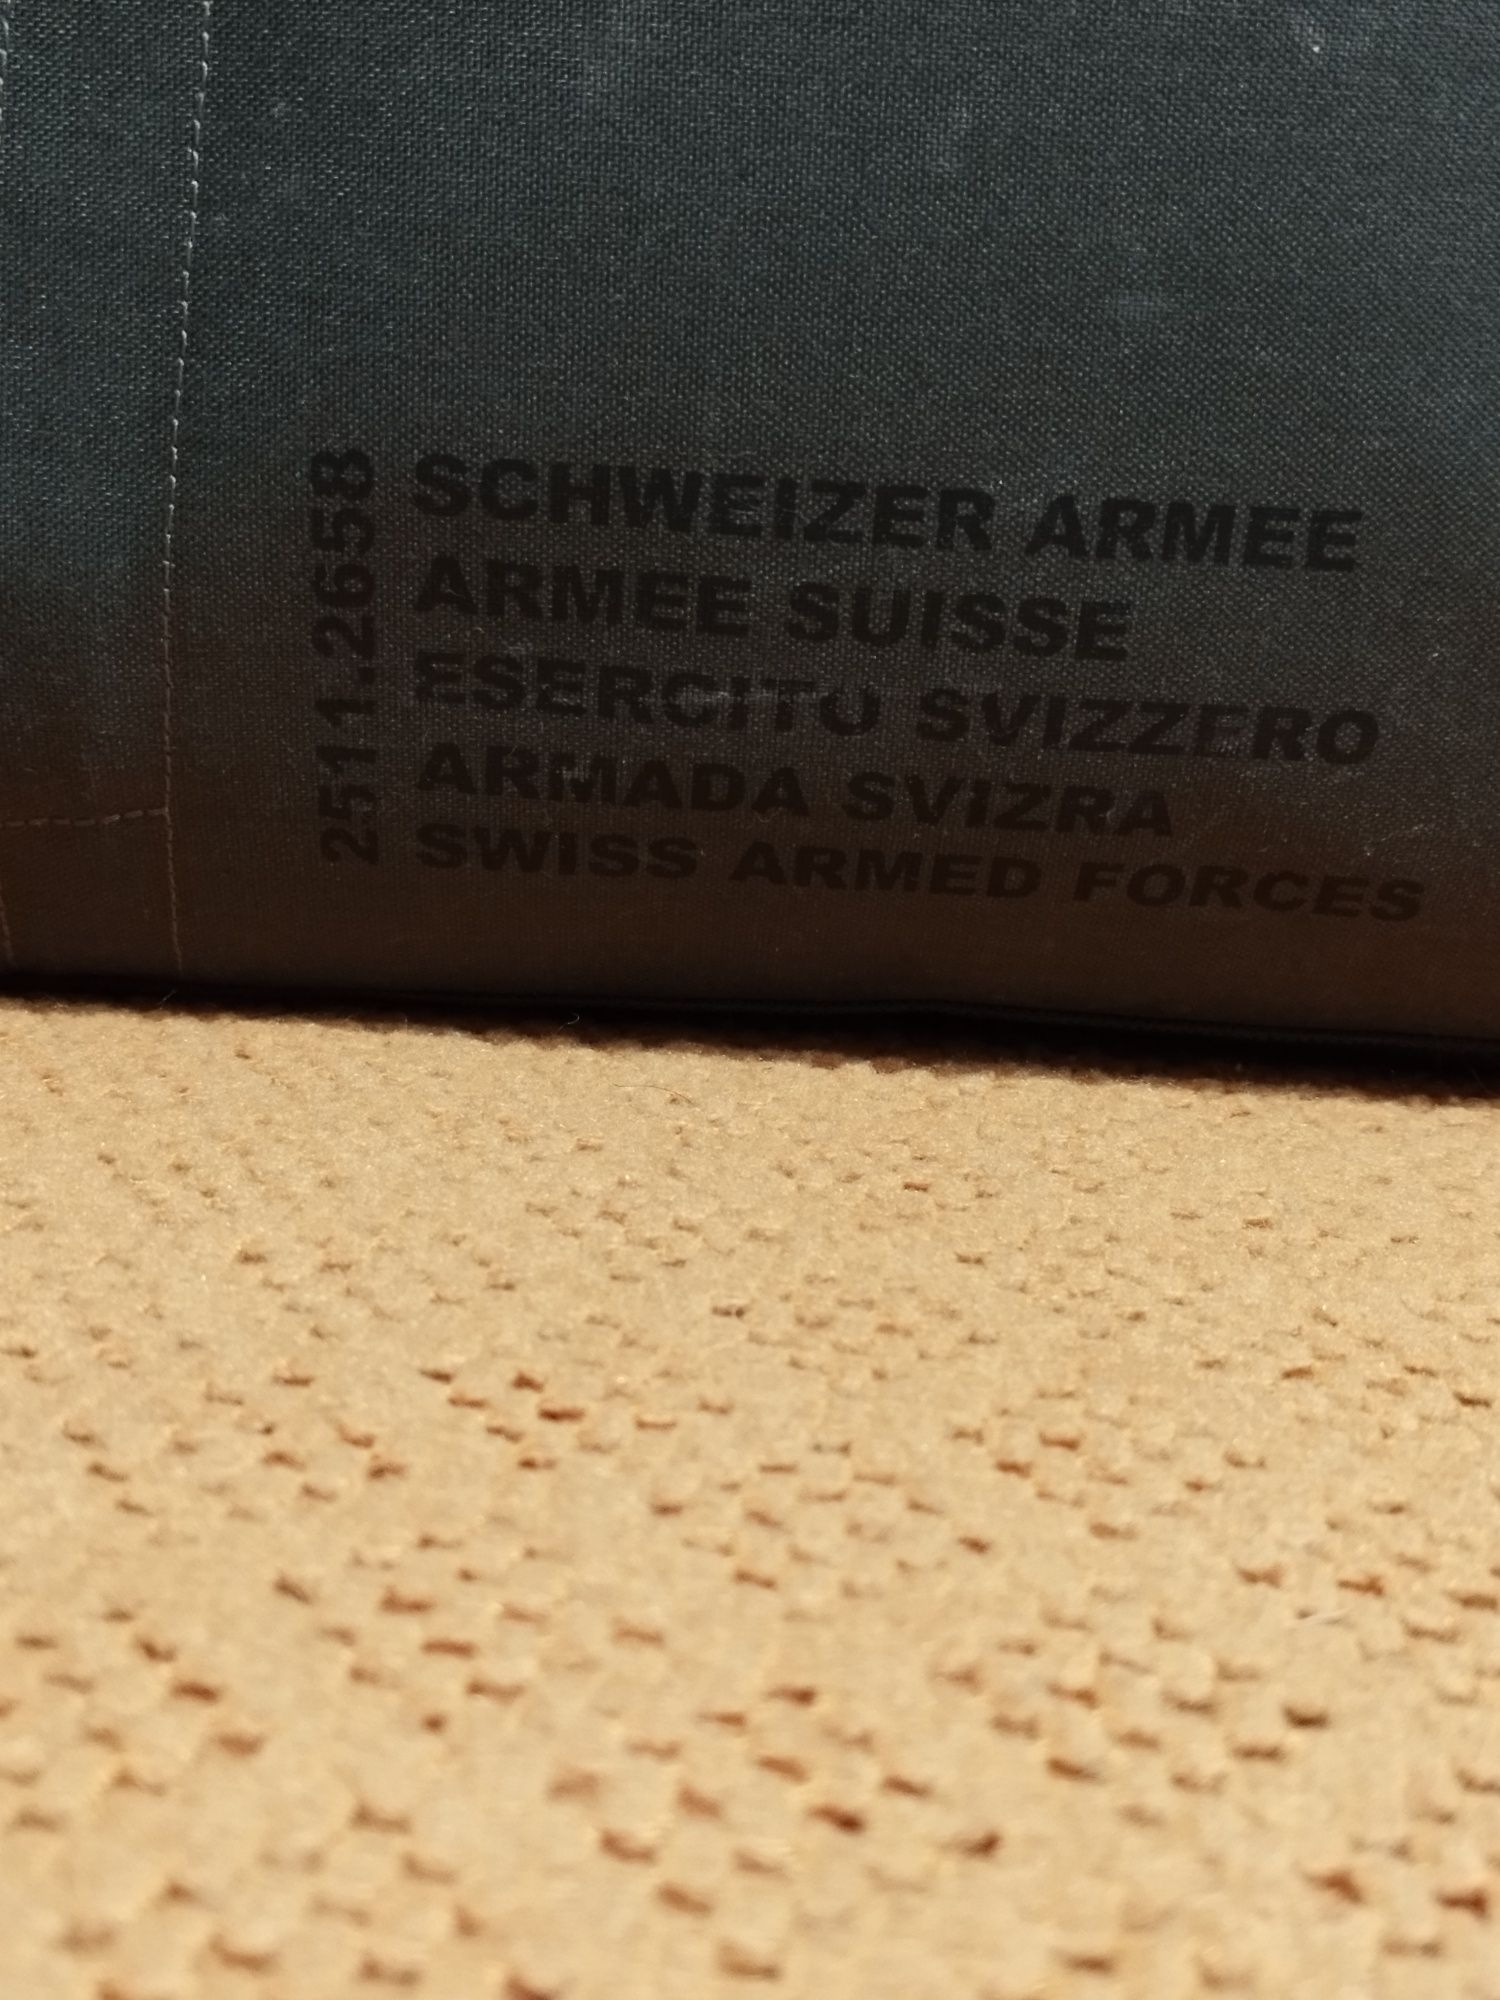 2511.2658
SCHWEIZER ARMEE
ARMEE SUISSE
ESERCITO SVIZZERO
ARMADA SVIZRA
SWISS ARMED FORCES